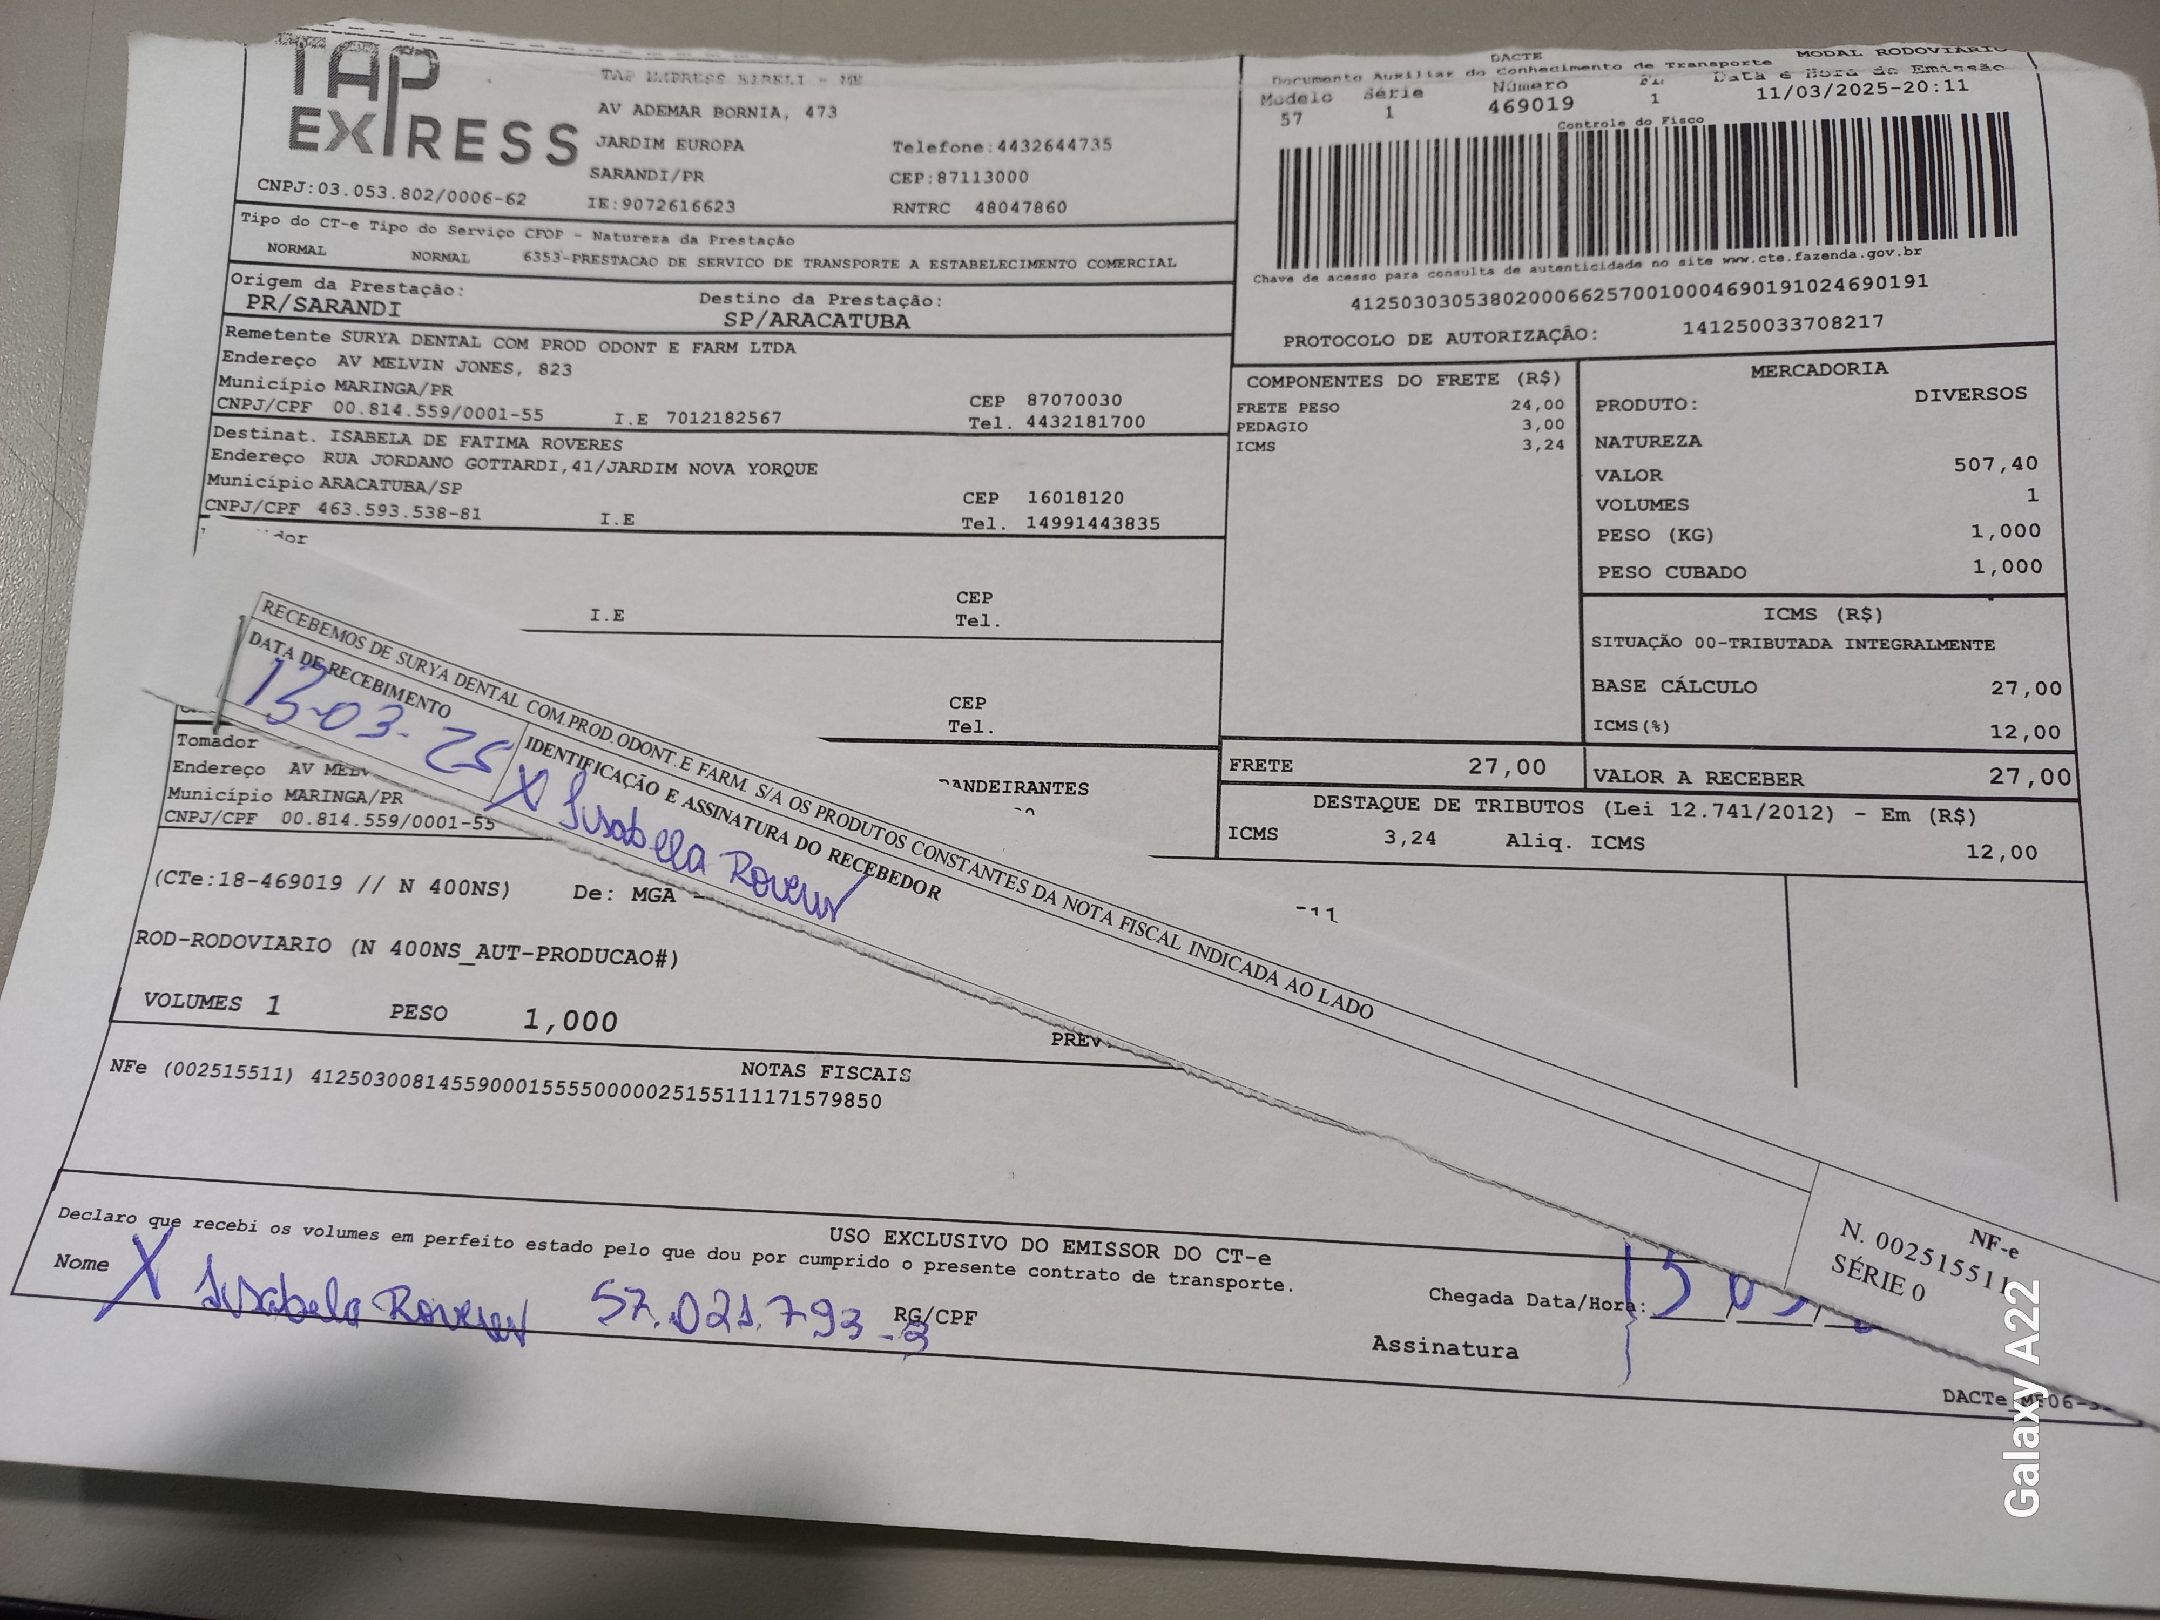 TAP
EXPRESS
TAP EXPRESS EIRELI - ME
AV ADEMAR BORNIA, 473
JARDIM EUROPA Telefone:4432644735
SARANDI/PR CEP:87113000
CNPJ:03.053.802/0006-62 IE:9072616623 RNTRC 48047860
DACTE MODAL RODOVIARIO
Documento Auxiliar do Conhecimento de Transporte
Modelo Série Número Data e Hora de Emissão
57 1 469019 1 11/03/2025-20:11
Controle do Fisco
Chave de acesso para consulta de autenticidade no site www.cte.fazenda.gov.br
41250303053802000662570010004690191024690191
PROTOCOLO DE AUTORIZAÇÃO: 141250033708217
Tipo do CT-e Tipo do Serviço CFOP - Natureza da Prestação
NORMAL NORMAL 6353-PRESTACAO DE SERVICO DE TRANSPORTE A ESTABELECIMENTO COMERCIAL
Origem da Prestação: Destino da Prestação:
PR/SARANDI SP/ARACATUBA
Remetente SURYA DENTAL COM PROD ODONT E FARM LTDA
Endereço AV MELVIN JONES, 823
Município MARINGA/PR CEP 87070030
CNPJ/CPF 00.814.559/0001-55 I.E 7012182567 Tel. 4432181700
Destinat. ISABELA DE FATIMA ROVERES
Endereço RUA JORDANO GOTTARDI,41/JARDIM NOVA YORQUE
Município ARACATUBA/SP CEP 16018120
CNPJ/CPF 463.593.538-81 I.E Tel. 14991443835
CEP
I.E Tel.
CEP
Tel.
COMPONENTES DO FRETE (R$)
FRETE PESO 24,00
PEDAGIO 3,00
ICMS 3,24
FRETE 27,00
MERCADORIA
PRODUTO: DIVERSOS
NATUREZA
VALOR 507,40
VOLUMES 1
PESO (KG) 1,000
PESO CUBADO 1,000
ICMS (R$)
SITUAÇÃO 00-TRIBUTADA INTEGRALMENTE
BASE CÁLCULO 27,00
ICMS(%) 12,00
VALOR A RECEBER 27,00
DESTAQUE DE TRIBUTOS (Lei 12.741/2012) - Em (R$)
ICMS 3,24 Aliq. ICMS 12,00
RECEBEMOS DE SURYA DENTAL COM.PROD.ODONT.E FARM. S/A OS PRODUTOS CONSTANTES DA NOTA FISCAL INDICADA AO LADO
DATA DE RECEBIMENTO IDENTIFICAÇÃO E ASSINATURA DO RECEBEDOR
13-03-25 X Isabela Roveres
NF-e
N. 002515511
SÉRIE 0
Tomador
Endereço AV
Município MARINGA/PR
CNPJ/CPF 00.814.559/0001-55
(CTe:18-469019 // N 400NS) De: MGA -
ROD-RODOVIARIO (N 400NS_AUT-PRODUCAO#)
VOLUMES 1 PESO 1,000
NOTAS FISCAIS
NFe (002515511) 41250300814559000155550000025155111171579850
USO EXCLUSIVO DO EMISSOR DO CT-e
Declaro que recebi os volumes em perfeito estado pelo que dou por cumprido o presente contrato de transporte.
Nome X Isabela Roveres 57.021.793-3 RG/CPF Chegada Data/Hora:
Assinatura
Galaxy A22